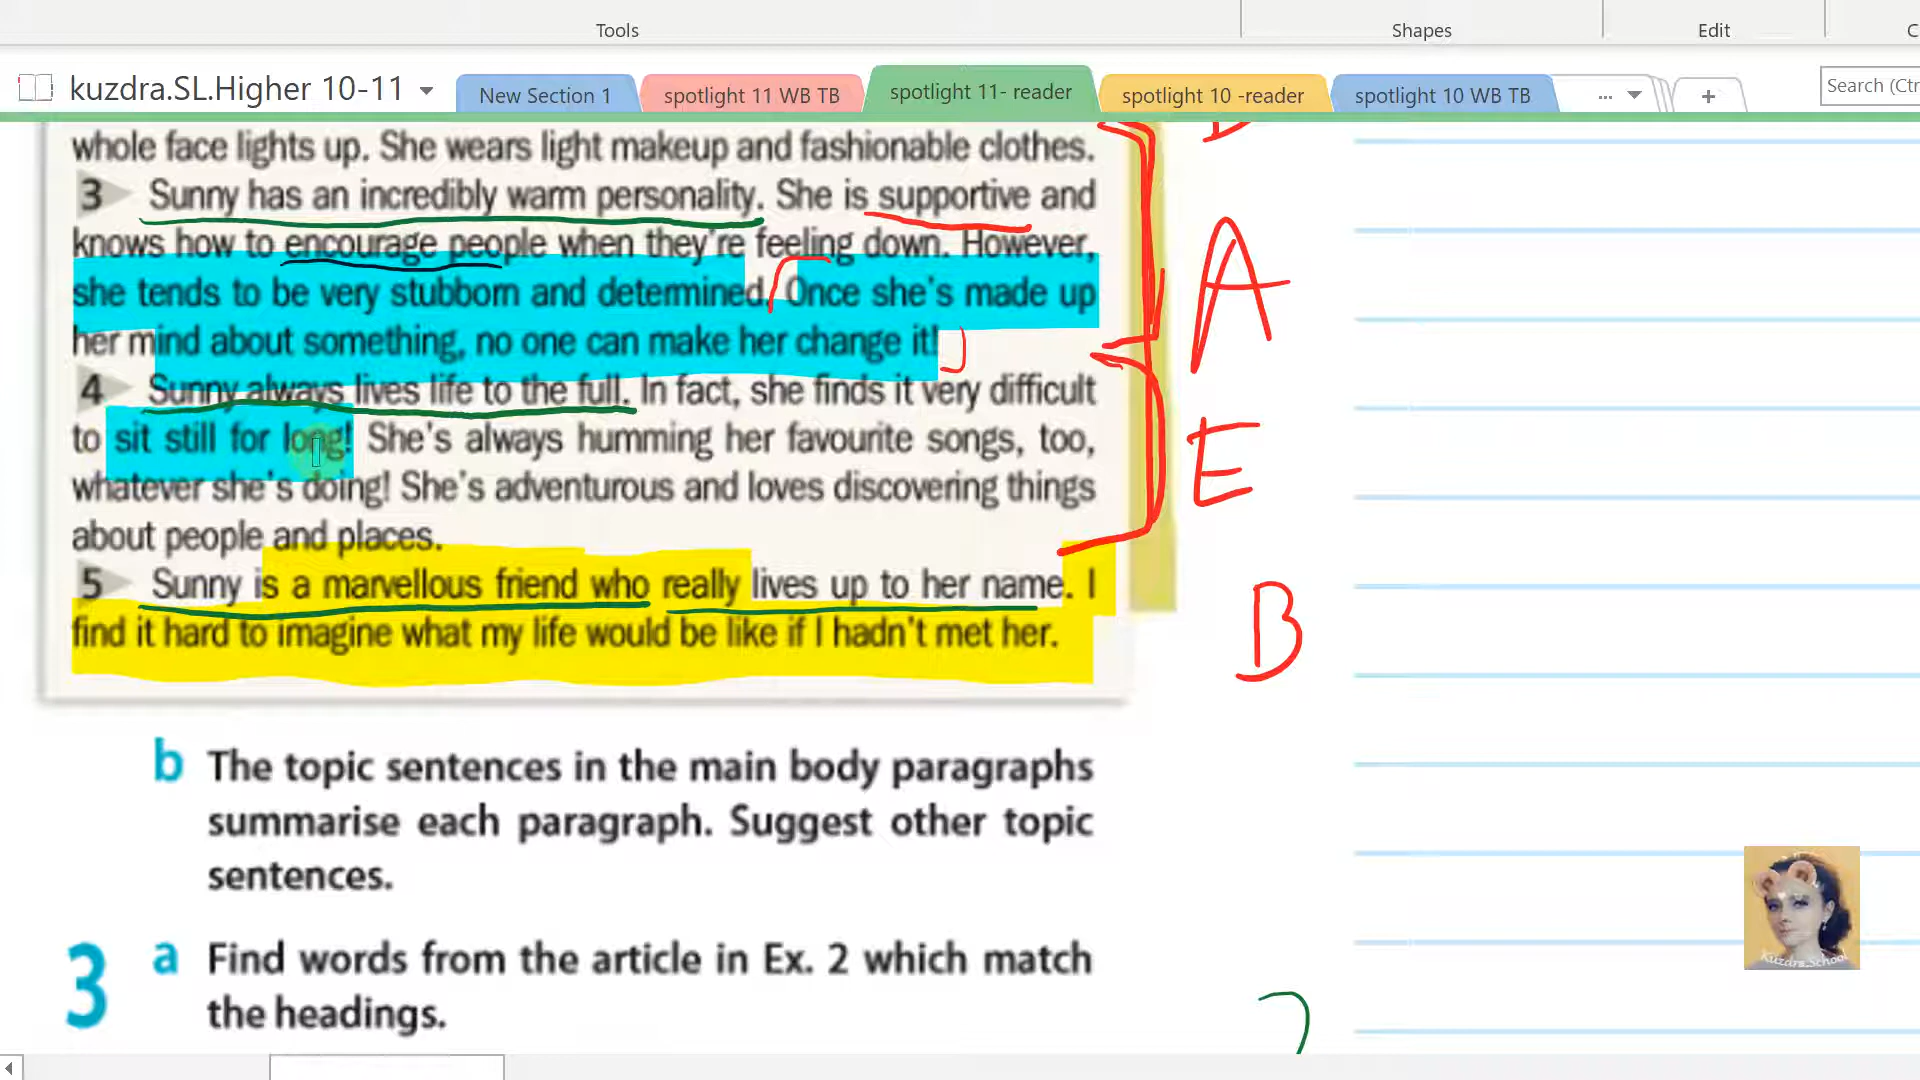 Tools
Shapes
Edit
kuzdra.SL.Higher 10-11
New Section 1
spotlight 11 WB TB
spotlight 11- reader
spotlight 10 -reader
spotlight 10 WB TB
...
+
Search (Ctr
whole face lights up. She wears light makeup and fashionable clothes.
3 Sunny has an incredibly warm personality. She is supportive and
knows how to encourage people when they're feeling down. However,
she tends to be very stubborn and determined. Once she's made up
her mind about something, no one can make her change it!
4 Sunny always lives life to the full. In fact, she finds it very difficult
to sit still for long! She's always humming her favourite songs, too,
whatever she's doing! She's adventurous and loves discovering things
about people and places.
5 Sunny is a marvellous friend who really lives up to her name. I
find it hard to imagine what my life would be like if I hadn't met her.
A
E
B
b The topic sentences in the main body paragraphs
summarise each paragraph. Suggest other topic
sentences.
3 a Find words from the article in Ex. 2 which match
the headings.
Kuzdra.School